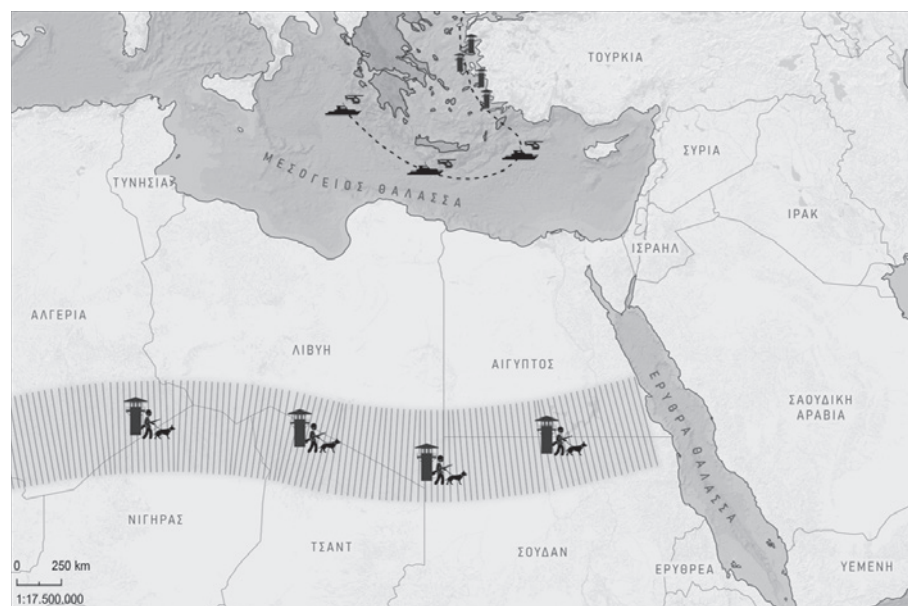 ΤΟΥΡΚΙΑ
ΣΥΡΙΑ
ΜΕΣΟΓΕΙΟΣ ΘΑΛΑΣΣΑ
ΤΥΝΗΣΙΑ
ΙΡΑΚ
ΙΣΡΑΗΛ
ΑΛΓΕΡΙΑ
ΛΙΒΥΗ
ΑΙΓΥΠΤΟΣ
ΕΡΥΘΡΑ ΘΑΛΑΣΣΑ
ΣΑΟΥΔΙΚΗ
ΑΡΑΒΙΑ
ΝΙΓΗΡΑΣ
ΤΣΑΝΤ
ΣΟΥΔΑΝ
ΕΡΥΘΡΕΑ
ΥΕΜΕΝΗ
0 250 km
1:17.500.000